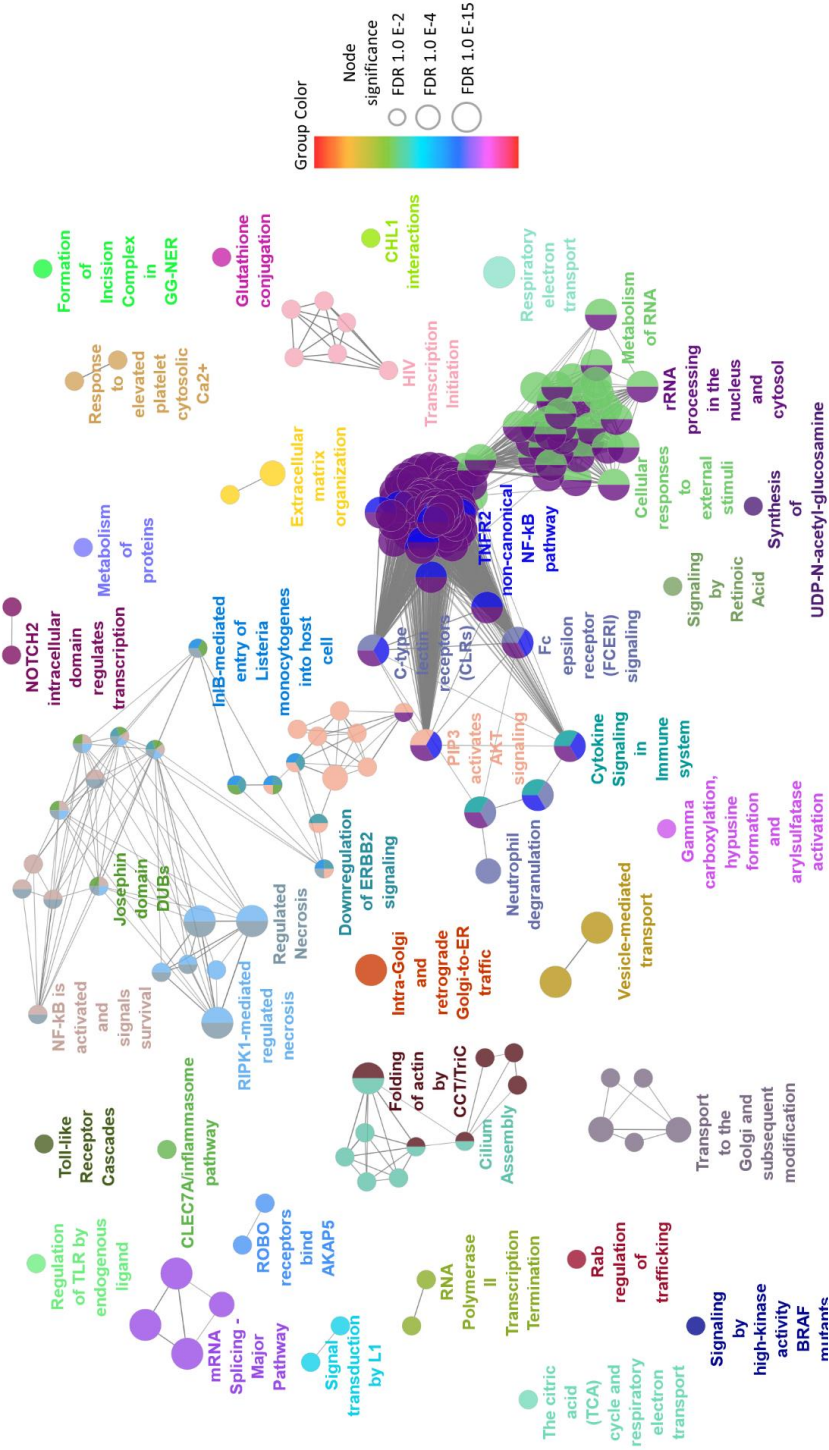 Regulation
of TLR by
endogenous
ligand
Toll-like
Receptor
Cascades
NF-kB is
activated
and
signals
survival
NOTCH2
intracellular
domain
regulates
transcription
Formation
of
Incision
Complex
in
GG-NER
Response
to
elevated
platelet
cytosolic
Ca2+
Metabolism
of
proteins
Josephin
domain
DUBs
mRNA
Splicing -
Major
Pathway
CLEC7A/inflammasome
pathway
RIPK1-mediated
regulated
necrosis
Regulated
Necrosis
InlB-mediated
entry of
Listeria
monocytogenes
into host
cell
Glutathione
conjugation
ROBO
receptors
bind
AKAP5
Signal
transduction
by L1
Downregulation
of ERBB2
signaling
Extracellular
matrix
organization
Group Color
Node
significance
FDR 1.0 E-2
FDR 1.0 E-4
FDR 1.0 E-15
Folding
of actin
by
CCT/TriC
Intra-Golgi
and
retrograde
Golgi-to-ER
traffic
C-type
lectin
receptors
(CLRs)
HIV
Transcription
Initiation
CHL1
interactions
RNA
Polymerase
II
Transcription
Termination
Cilium
Assembly
PIP3
activates
AKT
signaling
TNFR2
non-canonical
NF-kB
pathway
Neutrophil
degranulation
Fc
epsilon
receptor
(FCERI)
signaling
Respiratory
electron
transport
The citric
acid
(TCA)
cycle and
respiratory
electron
transport
Rab
regulation
of
trafficking
Vesicle-mediated
transport
Cytokine
Signaling
in
Immune
system
Cellular
responses
to
external
stimuli
Metabolism
of RNA
rRNA
processing
in the
nucleus
and
cytosol
Transport
to the
Golgi and
subsequent
modification
Gamma
carboxylation,
hypusine
formation
and
arylsulfatase
activation
Signaling
by
Retinoic
Acid
Signaling
by
high-kinase
activity
BRAF
mutants
Synthesis
of
UDP-N-acetyl-glucosamine